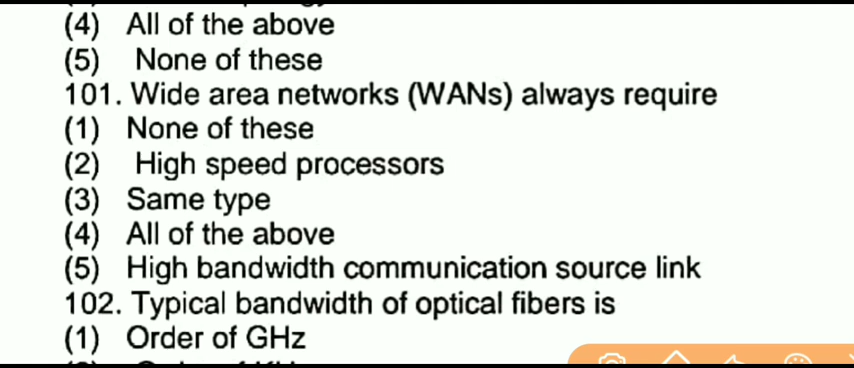 (4) All of the above
(5) None of these
101. Wide area networks (WANs) always require
(1) None of these
(2) High speed processors
(3) Same type
(4) All of the above
(5) High bandwidth communication source link
102. Typical bandwidth of optical fibers is
(1) Order of GHz